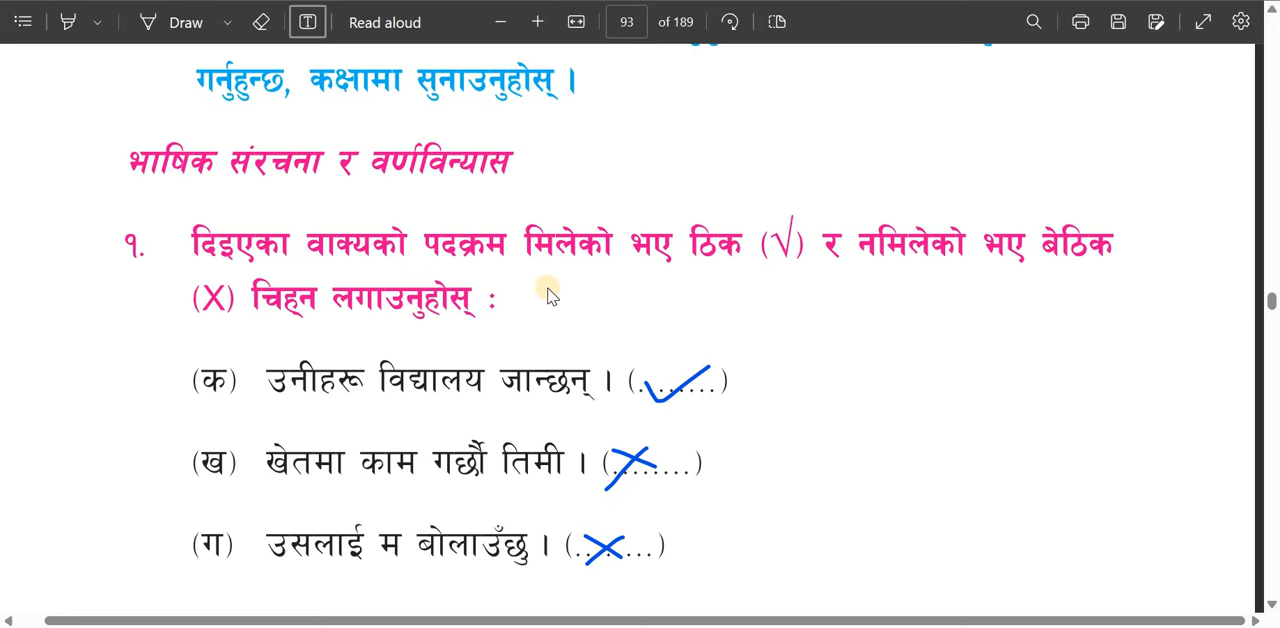 Draw
Read aloud
93 of 189
गर्नुहुन्छ, कक्षामा सुनाउनुहोस् ।
भाषिक संरचना र वर्णविन्यास
१. दिइएका वाक्यको पदक्रम मिलेको भए ठिक (√) र नमिलेको भए बेठिक
(X) चिह्न लगाउनुहोस् :
(क) उनीहरू विद्यालय जान्छन् । (........) ✓
(ख) खेतमा काम गर्छौं तिमी । (........) ✗
(ग) उसलाई म बोलाउँछु । (........) ✗